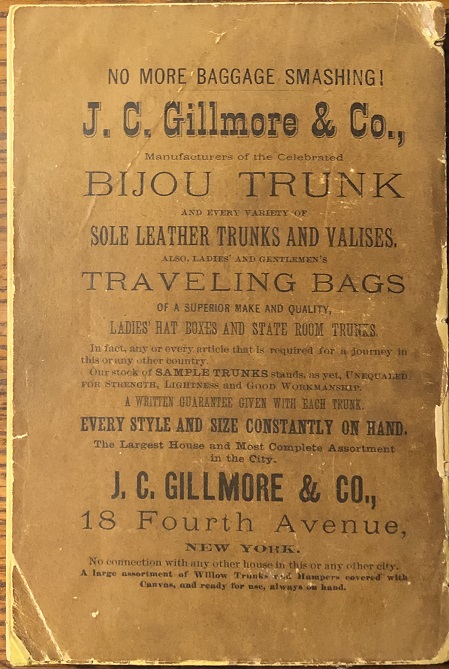 NO MORE BAGGAGE SMASHING!
J. C. Gillmore & Co.,
Manufacturers of the Celebrated
BIJOU TRUNK
AND EVERY VARIETY OF
SOLE LEATHER TRUNKS AND VALISES.
ALSO, LADIES' AND GENTLEMEN'S
TRAVELING BAGS
OF A SUPERIOR MAKE AND QUALITY,
LADIES' HAT BOXES AND STATE ROOM TRUNKS.
In fact, any or every article that is required for a journey in
this or any other country.
Our stock of SAMPLE TRUNKS stands, as yet, UNEQUALED
FOR STRENGTH, LIGHTNESS and GOOD WORKMANSHIP.
A WRITTEN GUARANTEE GIVEN WITH EACH TRUNK.
EVERY STYLE AND SIZE CONSTANTLY ON HAND.
The Largest House and Most Complete Assortment
in the City.
J. C. GILLMORE & CO.,
18 Fourth Avenue,
NEW YORK.
No connection with any other house in this or any other city.
A large assortment of Willow Trunks and Hampers covered with
Canvas, and ready for use, always on hand.